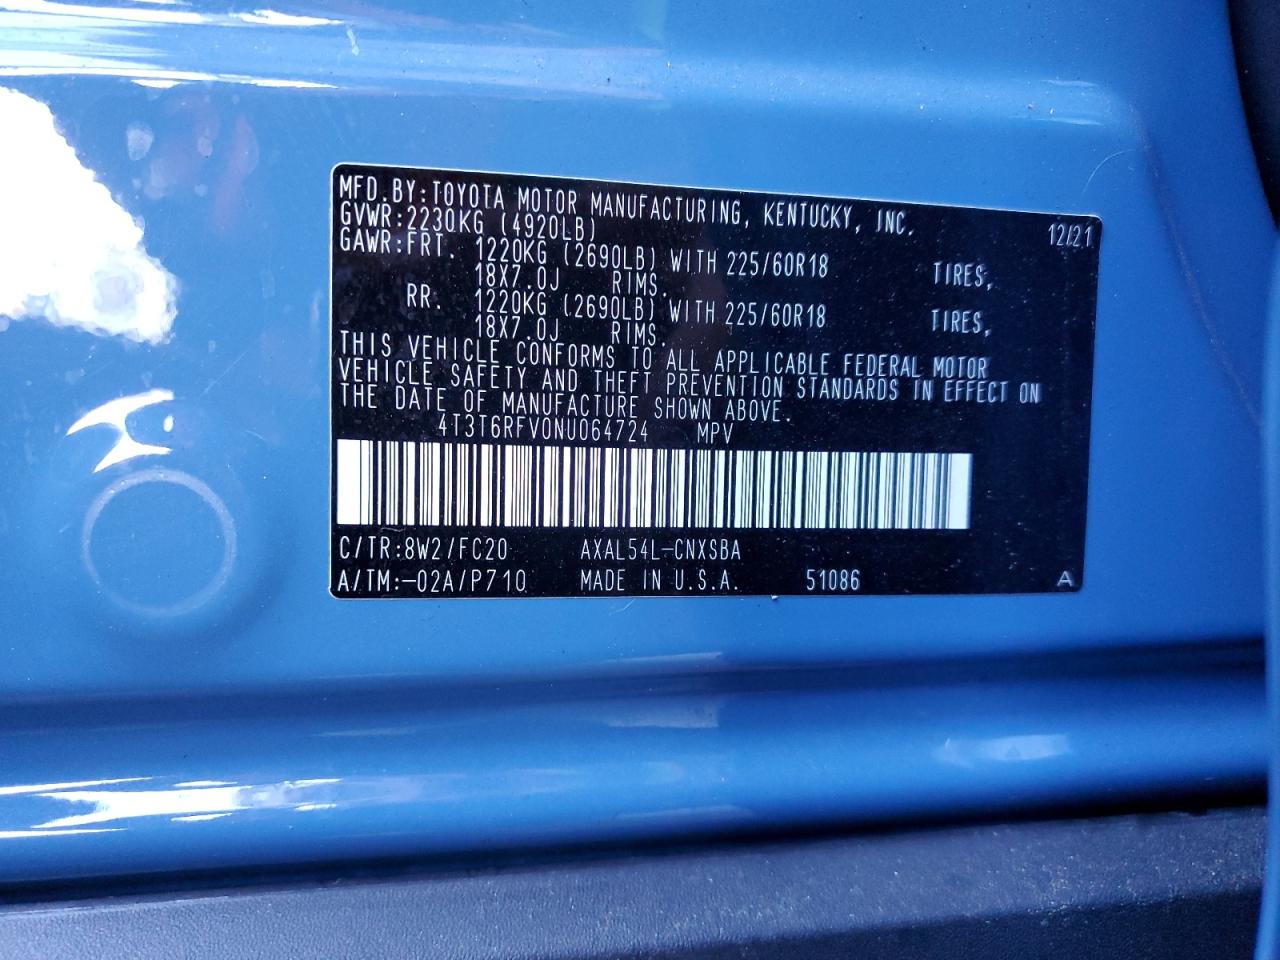 MFD.BY:TOYOTA MOTOR MANUFACTURING, KENTUCKY, INC. 12/21
GVWR:2230KG (4920LB)
GAWR:FRT. 1220KG (2690LB) WITH 225/60R18 TIRES,
18X7.0J RIMS.
RR. 1220KG (2690LB) WITH 225/60R18 TIRES,
18X7.0J RIMS.
THIS VEHICLE CONFORMS TO ALL APPLICABLE FEDERAL MOTOR
VEHICLE SAFETY AND THEFT PREVENTION STANDARDS IN EFFECT ON
THE DATE OF MANUFACTURE SHOWN ABOVE.
4T3T6RFV0NU064724 MPV
C/TR:8W2/FC20 AXAL54L-CNXSBA
A/TM:-02A/P710 MADE IN U.S.A. 51086 A